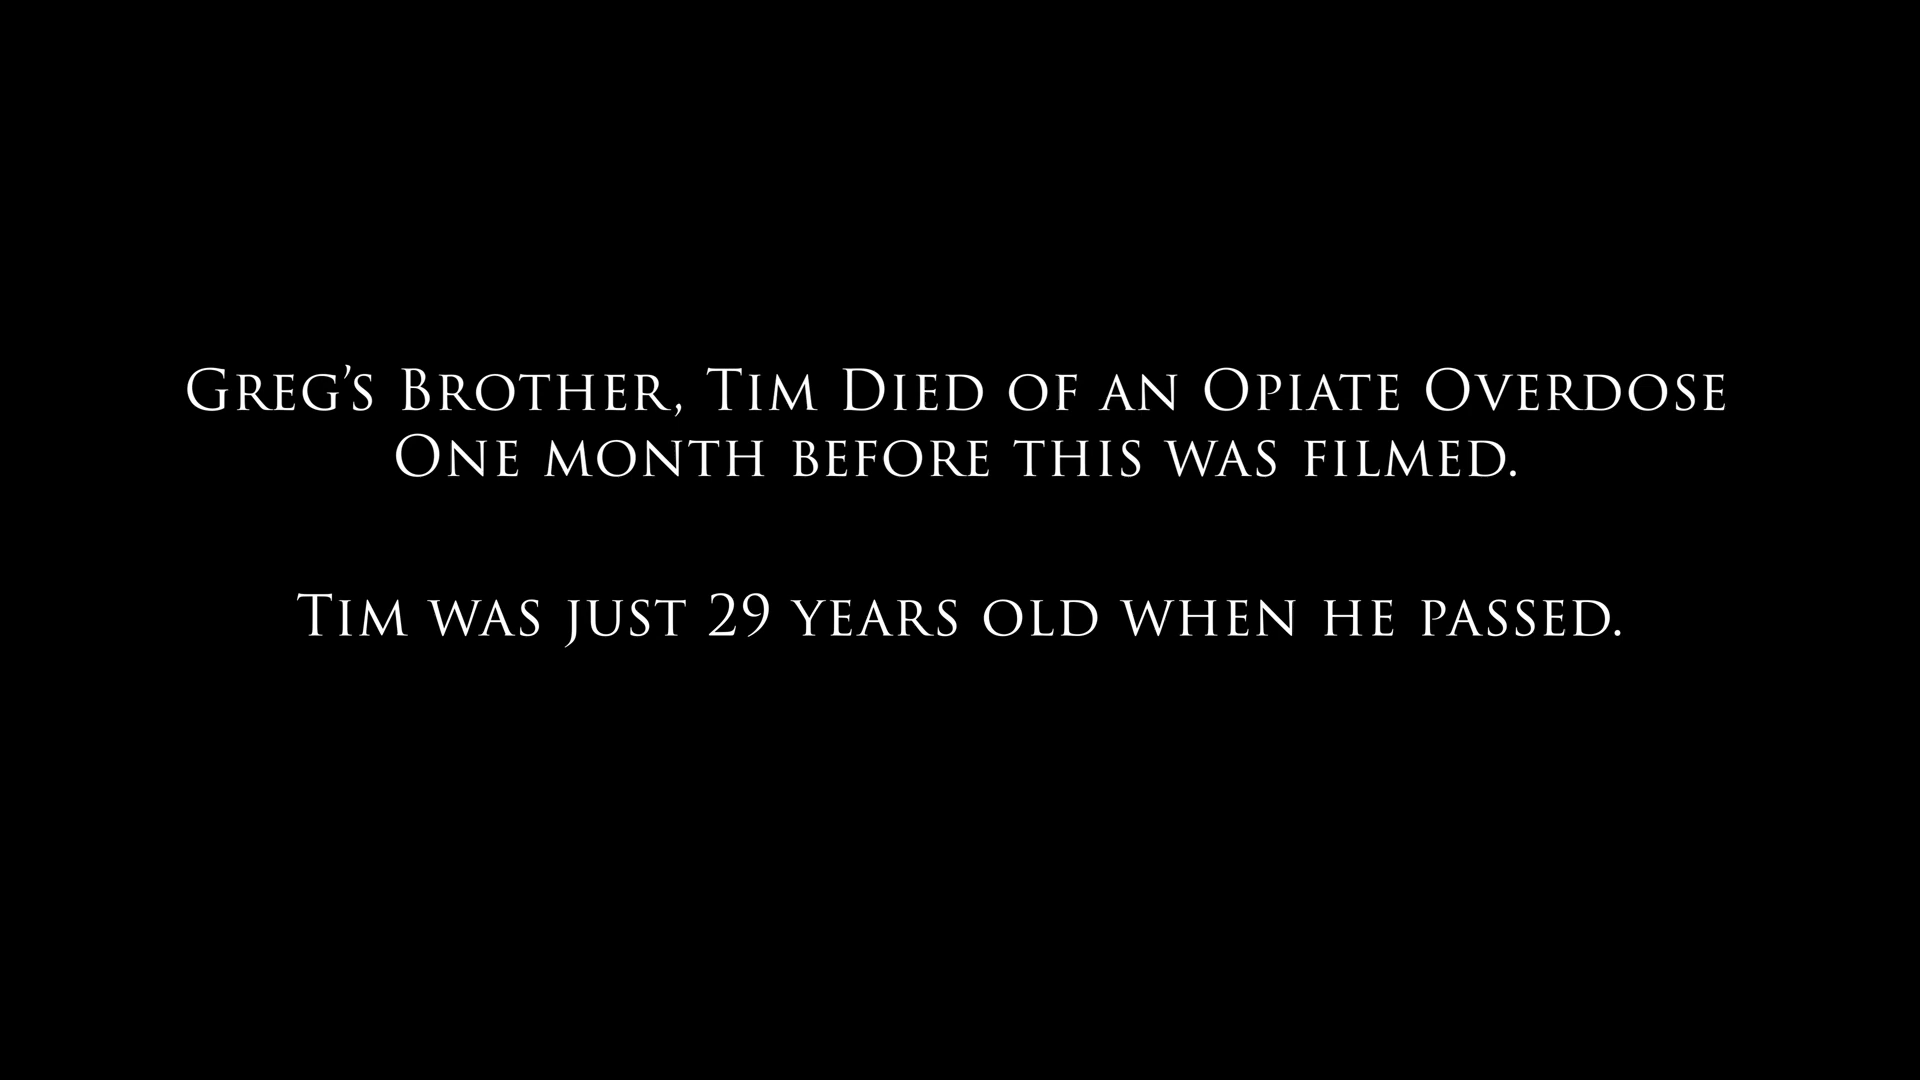 Greg's Brother, Tim Died of an Opiate Overdose
One month before this was filmed.
Tim was just 29 years old when he passed.